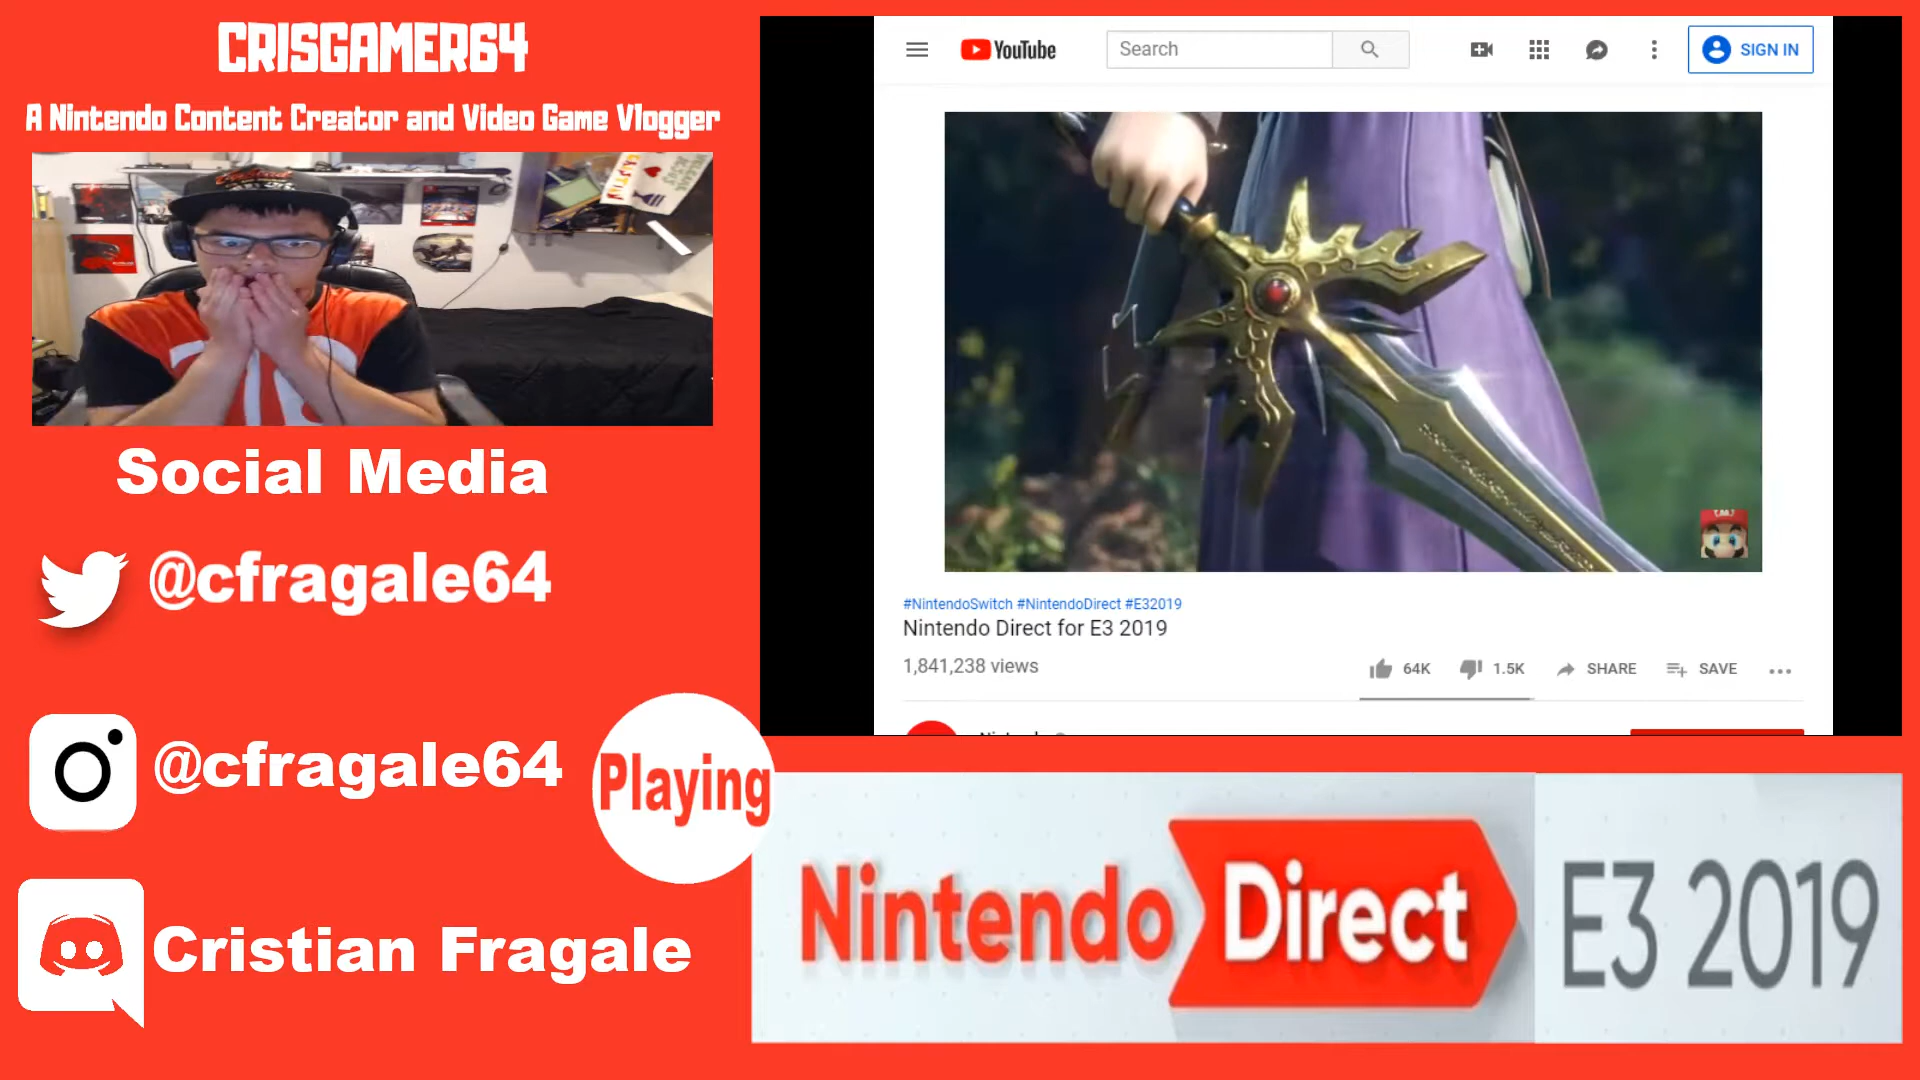 CRISGAMER64
A Nintendo Content Creator and Video Game Vlogger
Social Media
@cfragale64
@cfragale64
Cristian Fragale
Playing
YouTube
Search
SIGN IN
#NintendoSwitch #NintendoDirect #E32019
Nintendo Direct for E3 2019
1,841,238 views
64K
1.5K
SHARE
SAVE
Nintendo Direct
E3 2019